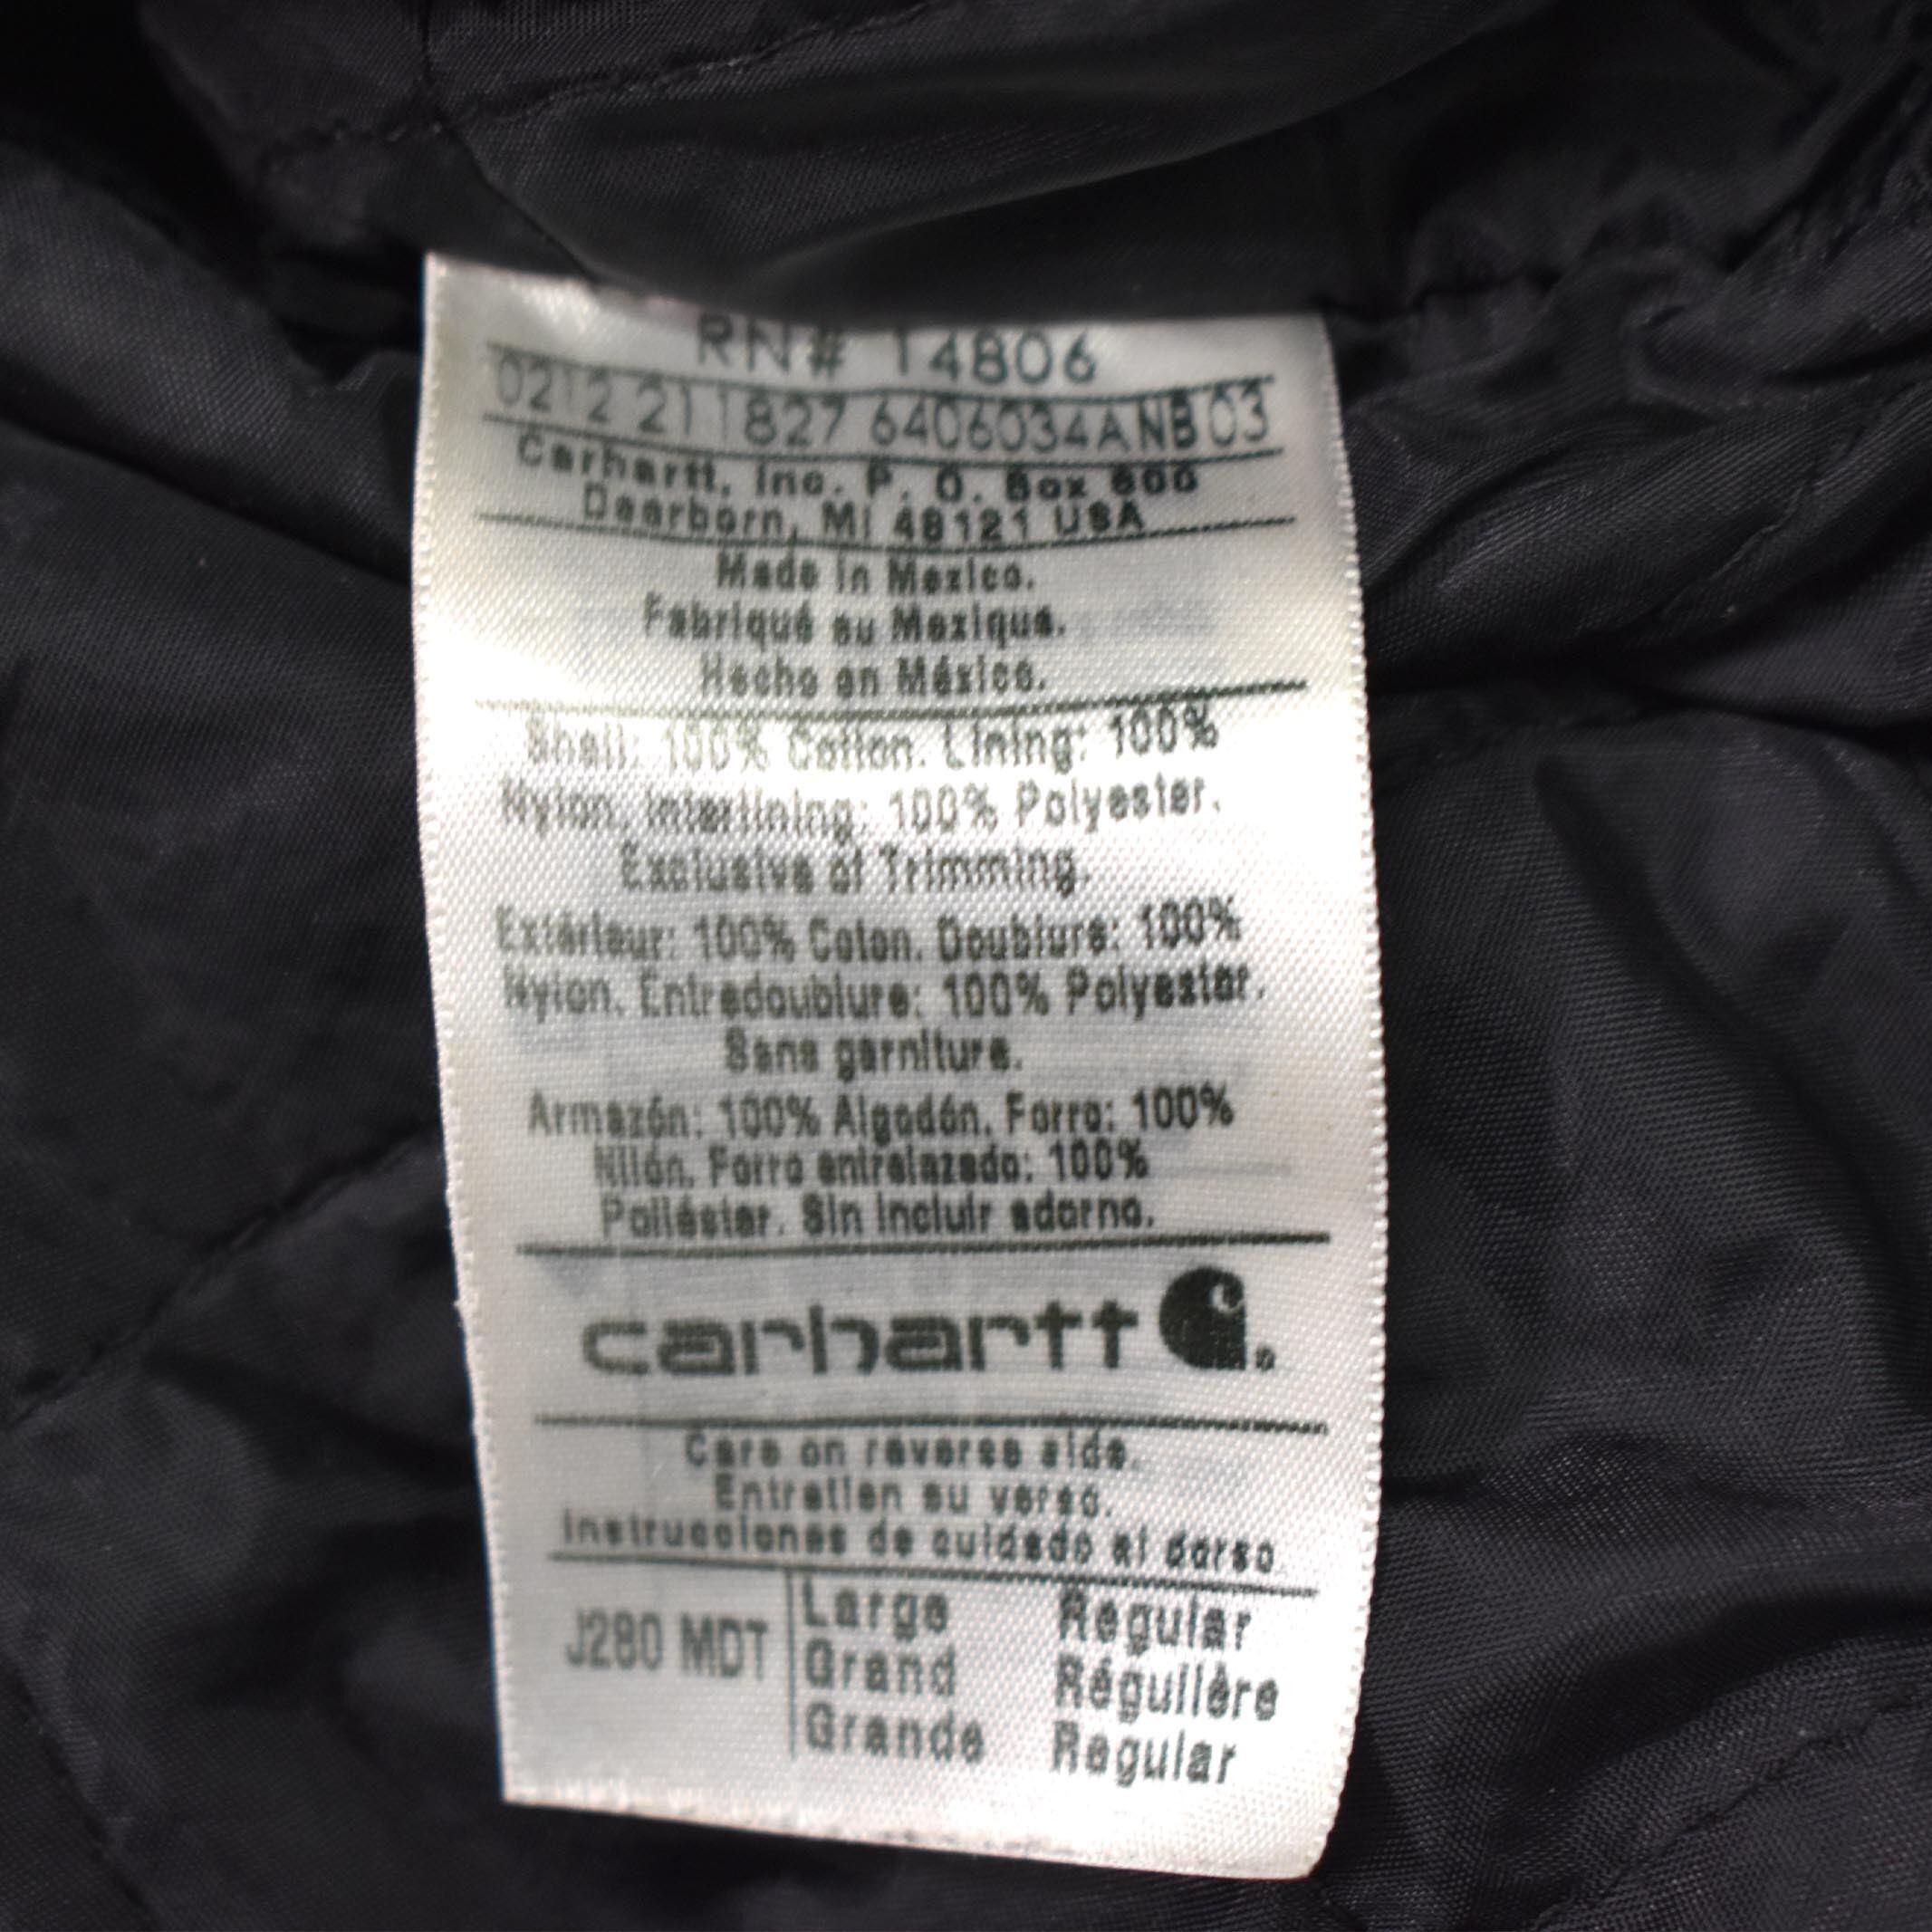 RN# 14806
0212 211827 6406034ANB 03
Carhartt, Inc. P. O. Box 600
Dearborn, MI 48121 USA
Made in Mexico.
Fabriqué au Mexique.
Hecho en México.
Shell: 100% Cotton. Lining: 100%
Nylon. Interlining: 100% Polyester.
Exclusive of Trimming.
Extérieur: 100% Coton. Doublure: 100%
Nylon. Entredoublure: 100% Polyester.
Sans garniture.
Armazón: 100% Algodón. Forro: 100%
Nilón. Forro entrelazado: 100%
Poliéster. Sin incluir adorno.
carhartt
Care on reverse side.
Entretien au verso.
Instrucciones de cuidado al dorso
J280 MDT
Large Regular
Grand Régulière
Grande Regular